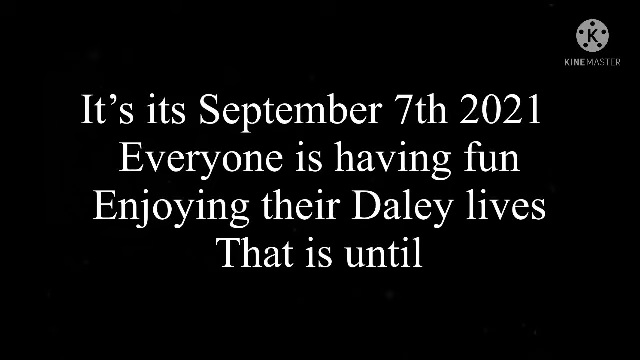 KINEMASTER
It's its September 7th 2021
Everyone is having fun
Enjoying their Daley lives
That is until